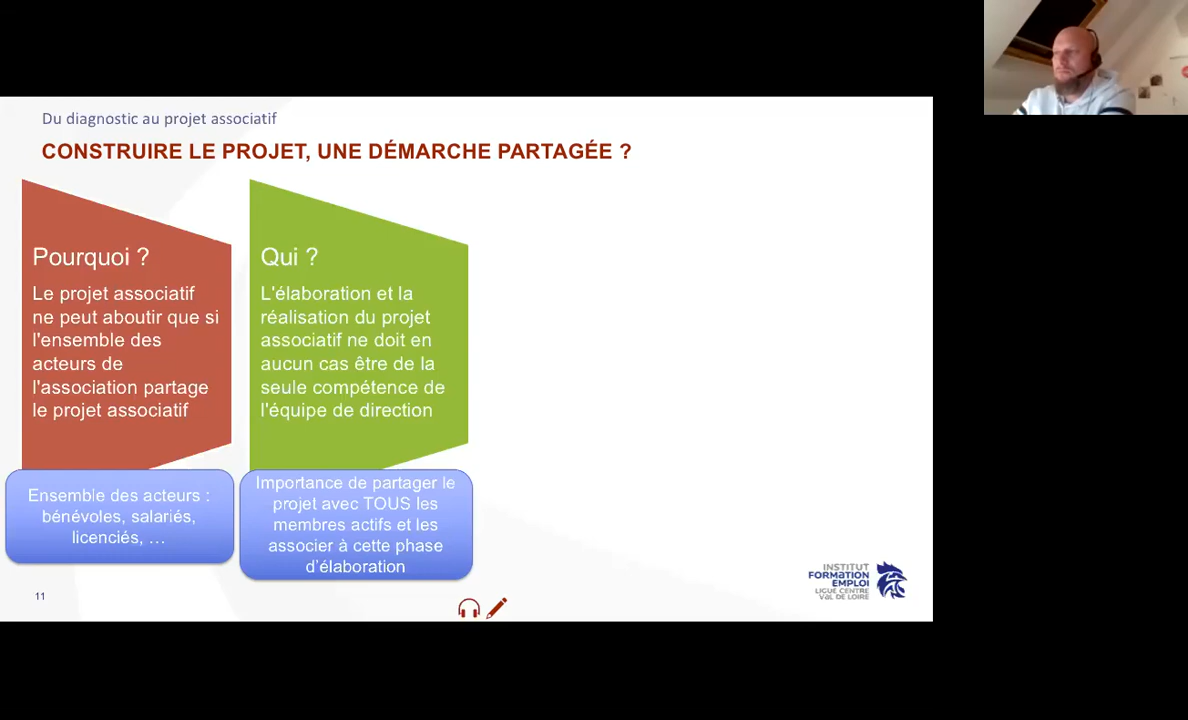 Du diagnostic au projet associatif
CONSTRUIRE LE PROJET, UNE DÉMARCHE PARTAGÉE ?
Pourquoi ?
Le projet associatif
ne peut aboutir que si
l'ensemble des
acteurs de
l'association partage
le projet associatif
Ensemble des acteurs :
bénévoles, salariés,
licenciés, …
Qui ?
L'élaboration et la
réalisation du projet
associatif ne doit en
aucun cas être de la
seule compétence de
l'équipe de direction
Importance de partager le
projet avec TOUS les
membres actifs et les
associer à cette phase
d’élaboration
11
INSTITUT
FORMATION
EMPLOI
LIGUE CENTRE
VAL DE LOIRE